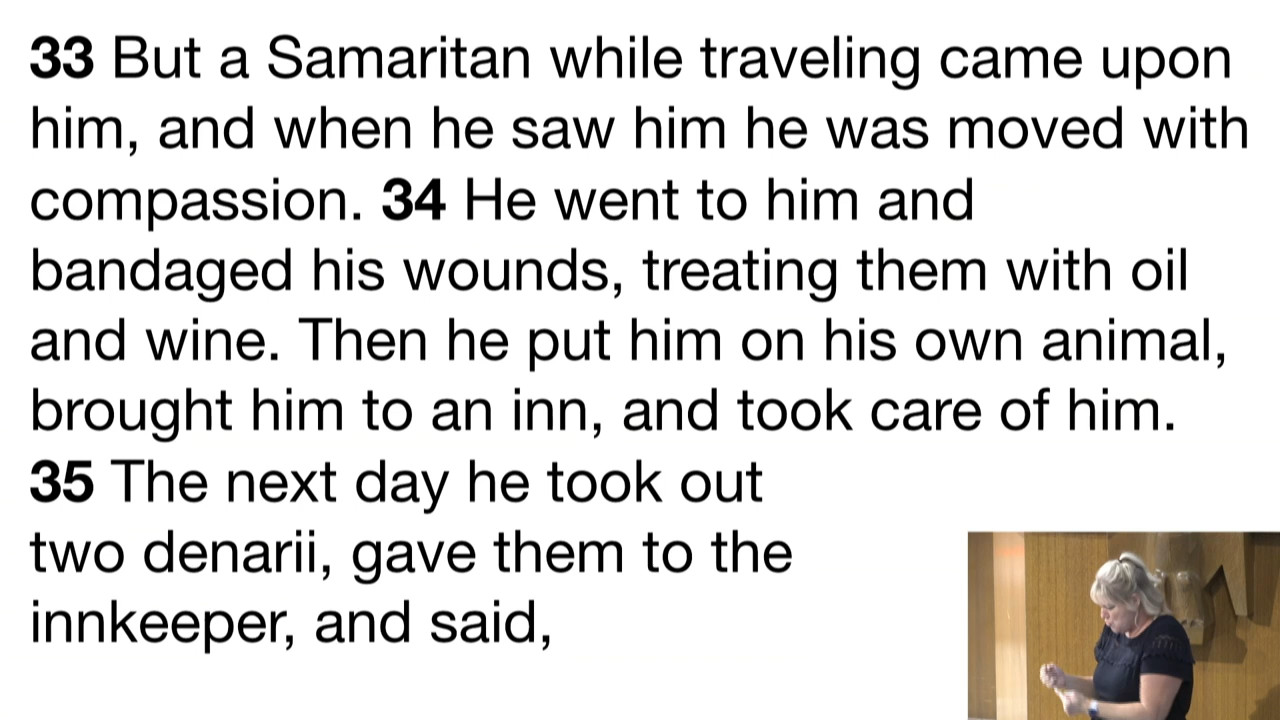 33 But a Samaritan while traveling came upon
him, and when he saw him he was moved with
compassion. 34 He went to him and
bandaged his wounds, treating them with oil
and wine. Then he put him on his own animal,
brought him to an inn, and took care of him.
35 The next day he took out
two denarii, gave them to the
innkeeper, and said,